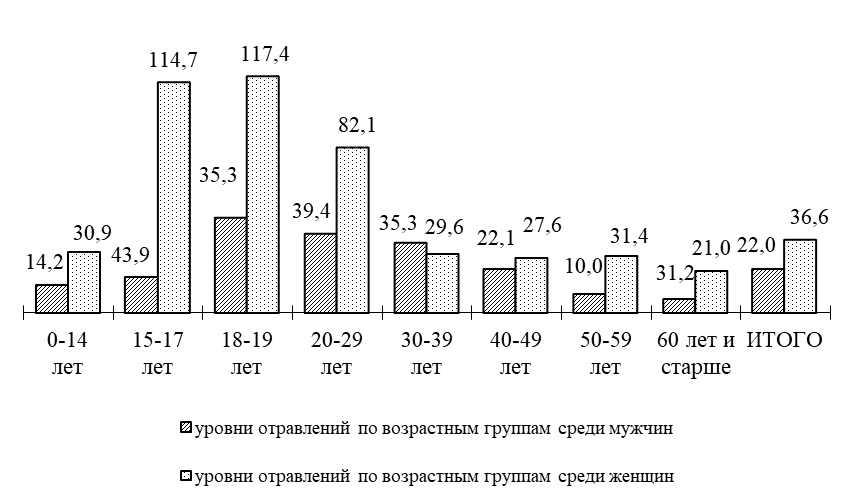 114,7
117,4
82,1
35,3
30,9
14,2
43,9
39,4
35,3
29,6
22,1
27,6
10,0
31,4
31,2
21,0
22,0
36,6
0-14
лет
15-17
лет
18-19
лет
20-29
лет
30-39
лет
40-49
лет
50-59
лет
60 лет и
старше
ИТОГО
уровни отравлений по возрастным группам среди мужчин
уровни отравлений по возрастным группам среди женщин